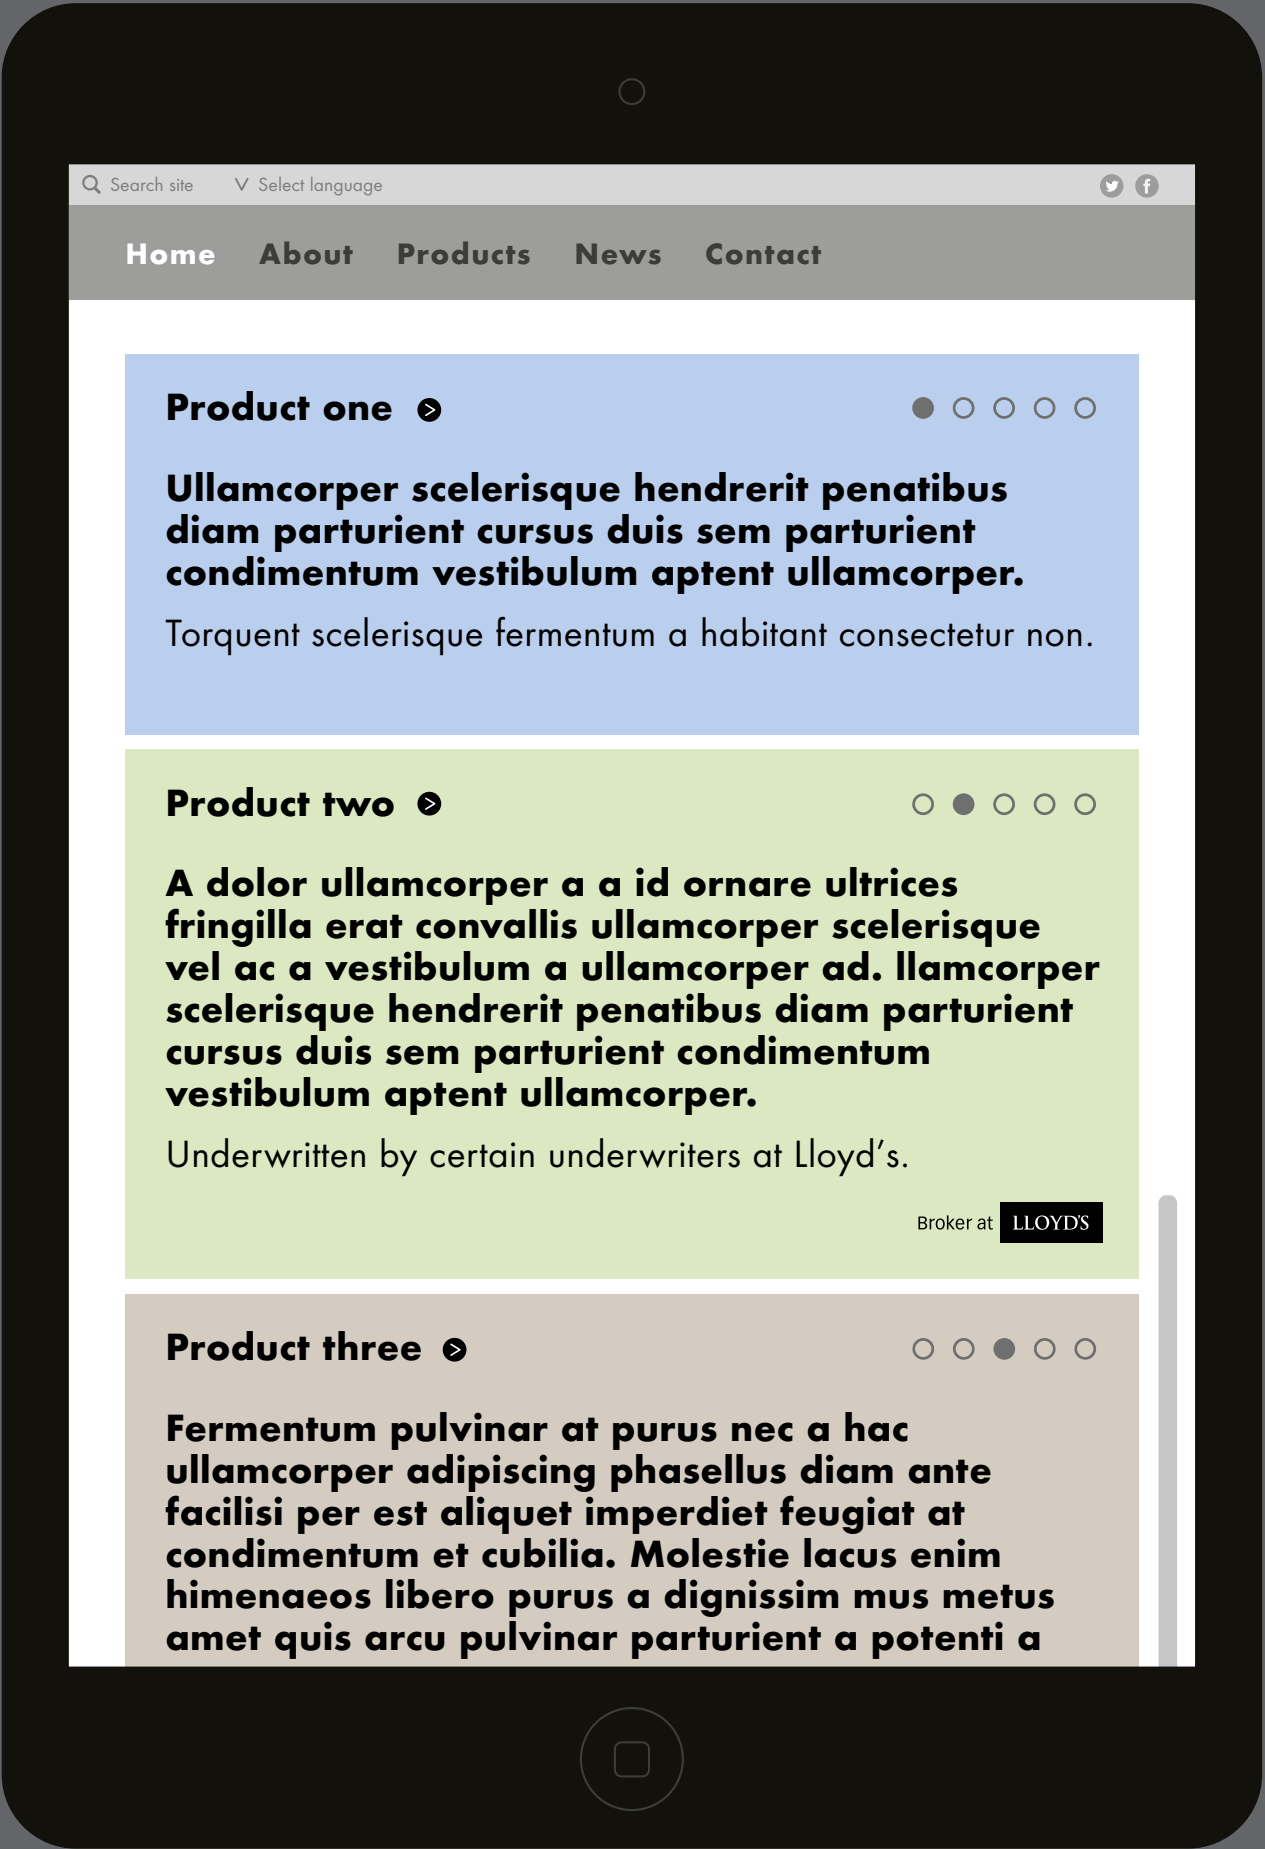 Search site
Select language
Home About Products News Contact
Product one
Ullamcorper scelerisque hendrerit penatibus
diam parturient cursus duis sem parturient
condimentum vestibulum aptent ullamcorper.
Torquent scelerisque fermentum a habitant consectetur non.
Product two
A dolor ullamcorper a a id ornare ultrices
fringilla erat convallis ullamcorper scelerisque
vel ac a vestibulum a ullamcorper ad. llamcorper
scelerisque hendrerit penatibus diam parturient
cursus duis sem parturient condimentum
vestibulum aptent ullamcorper.
Underwritten by certain underwriters at Lloyd’s.
Broker at LLOYD’S
Product three
Fermentum pulvinar at purus nec a hac
ullamcorper adipiscing phasellus diam ante
facilisi per est aliquet imperdiet feugiat at
condimentum et cubilia. Molestie lacus enim
himenaeos libero purus a dignissim mus metus
amet quis arcu pulvinar parturient a potenti a